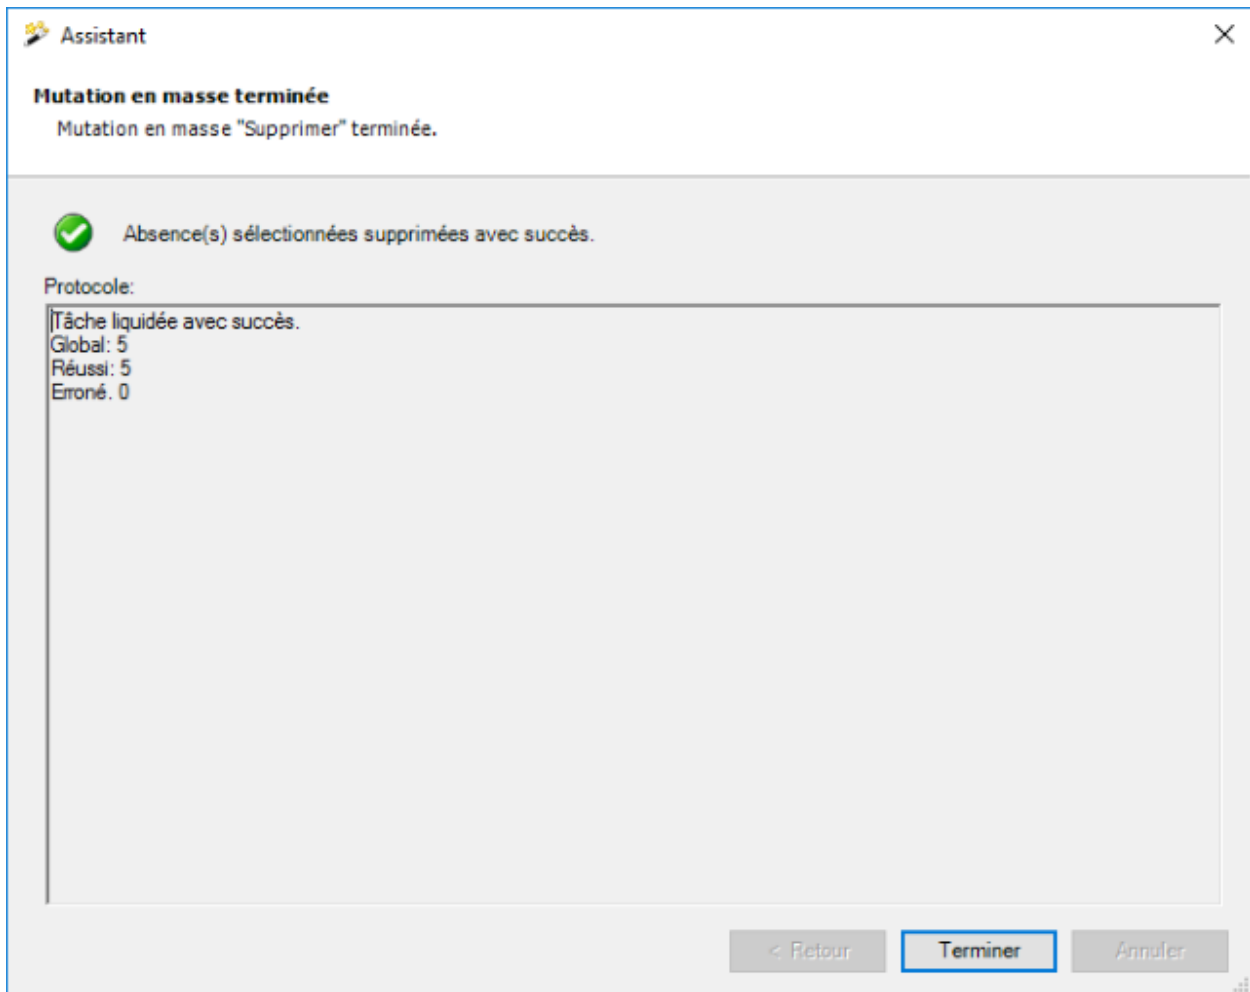 Assistant
Mutation en masse terminée
Mutation en masse "Supprimer" terminée.
Absence(s) sélectionnées supprimées avec succès.
Protocole:
Tâche liquidée avec succès.
Global: 5
Réussi: 5
Erroné. 0
< Retour
Terminer
Annuler